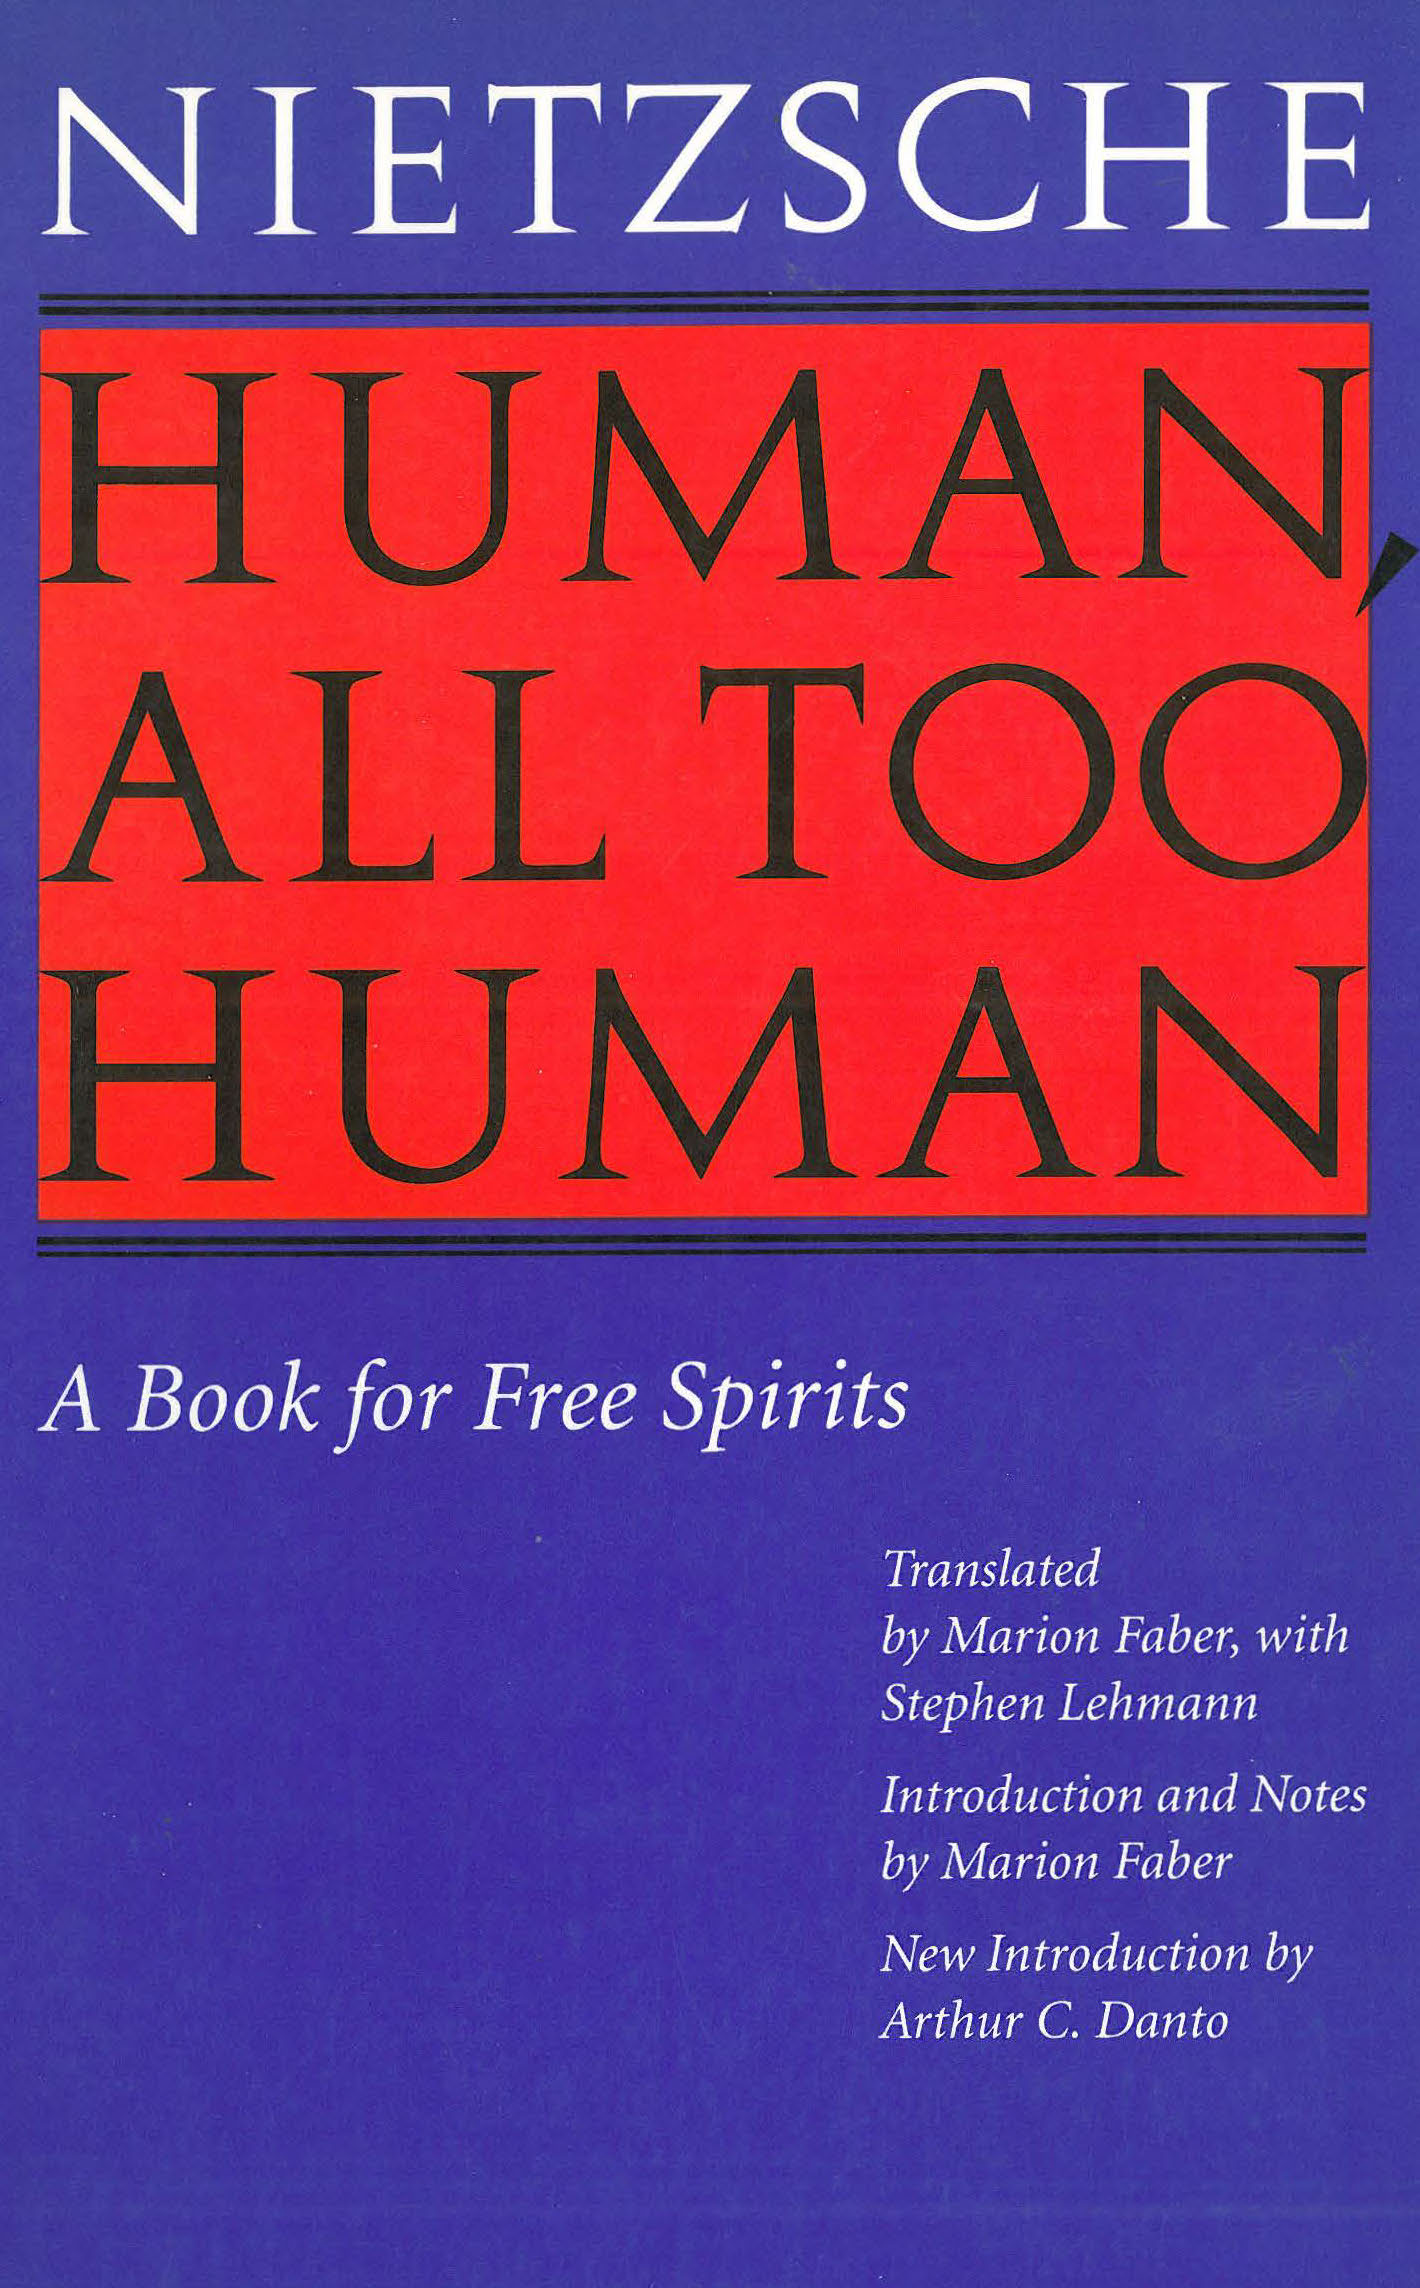 NIETZSCHE
HUMAN,
ALL TOO
HUMAN
A Book for Free Spirits
Translated
by Marion Faber, with
Stephen Lehmann
Introduction and Notes
by Marion Faber
New Introduction by
Arthur C. Danto